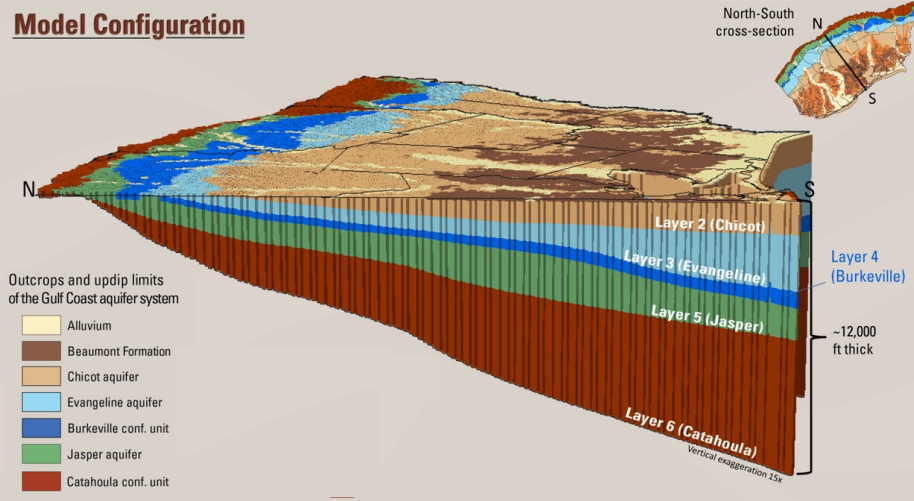 Model Configuration
North-South
cross-section
N
S
N
S
Layer 2 (Chicot)
Layer 3 (Evangeline)
Layer 4
(Burkeville)
Layer 5 (Jasper)
~12,000
ft thick
Layer 6 (Catahoula)
Vertical exaggeration 15x
Outcrops and updip limits
of the Gulf Coast aquifer system
Alluvium
Beaumont Formation
Chicot aquifer
Evangeline aquifer
Burkeville conf. unit
Jasper aquifer
Catahoula conf. unit